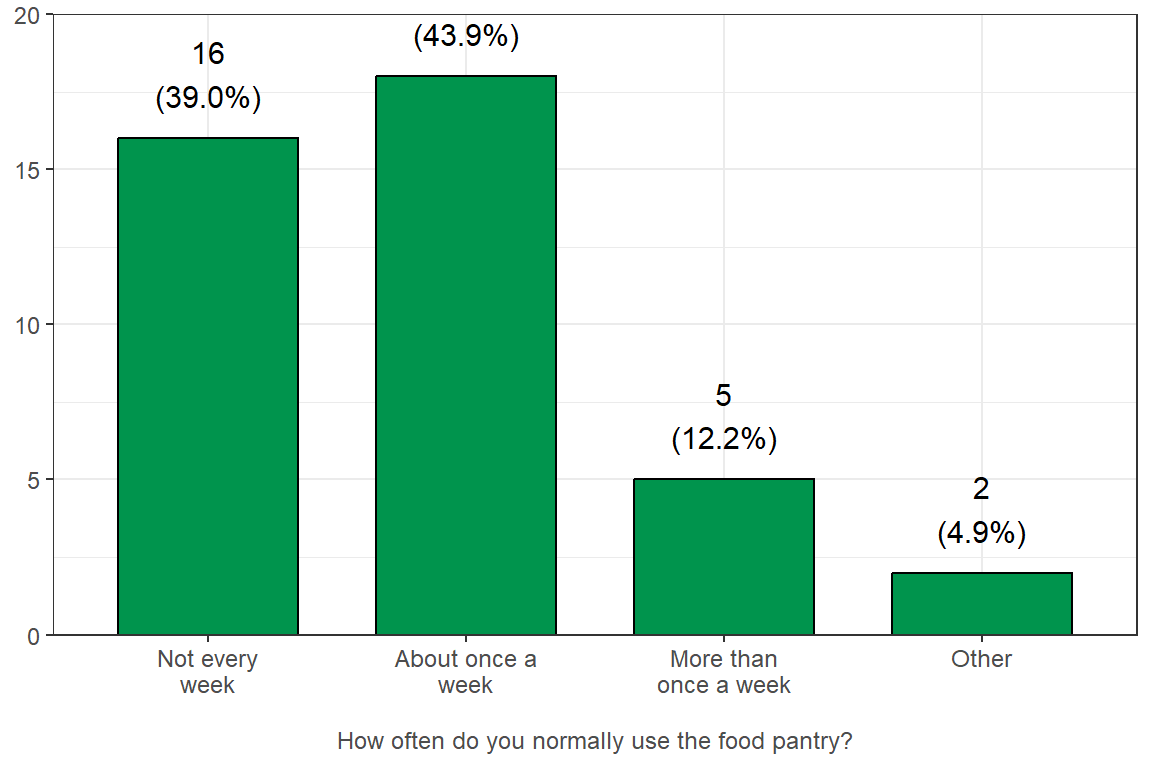 20
15
10
5
0
16
(39.0%)
(43.9%)
5
(12.2%)
2
(4.9%)
Not every
week
About once a
week
More than
once a week
Other
How often do you normally use the food pantry?